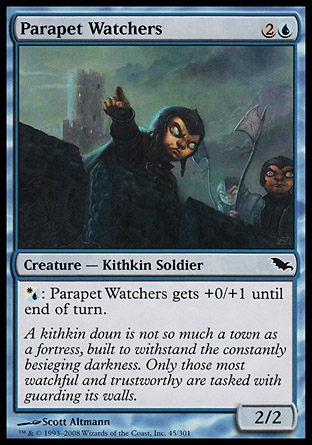 Parapet Watchers 2
Creature — Kithkin Soldier
: Parapet Watchers gets +0/+1 until
end of turn.
A kithkin doun is not so much a town as
a fortress, built to withstand the constantly
besieging darkness. Only those most
watchful and trustworthy are tasked with
guarding its walls.
Scott Altmann
™ & © 1993–2008 Wizards of the Coast, Inc. 45/301
2/2